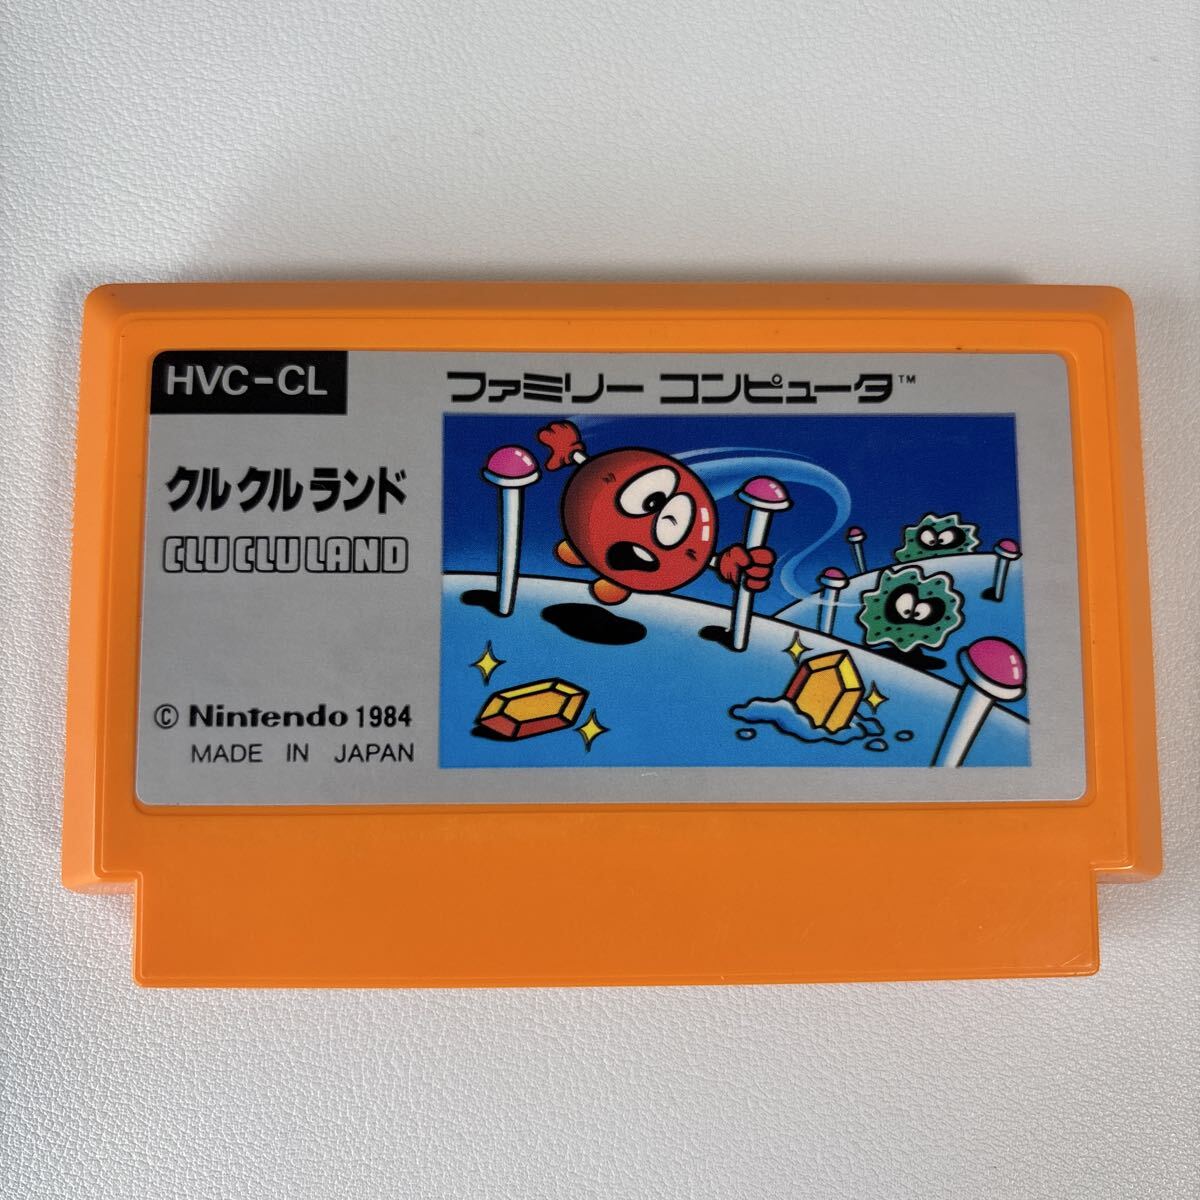 HVC-CL
ファミリー コンピュータ™
クルクルランド
CLU CLU LAND
© Nintendo 1984
MADE IN JAPAN